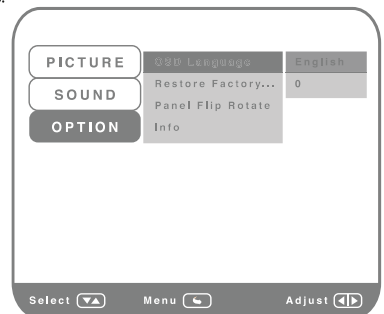 PICTURE
SOUND
OPTION
OSD Language English
Restore Factory... 0
Panel Flip Rotate
Info
Select Menu Adjust